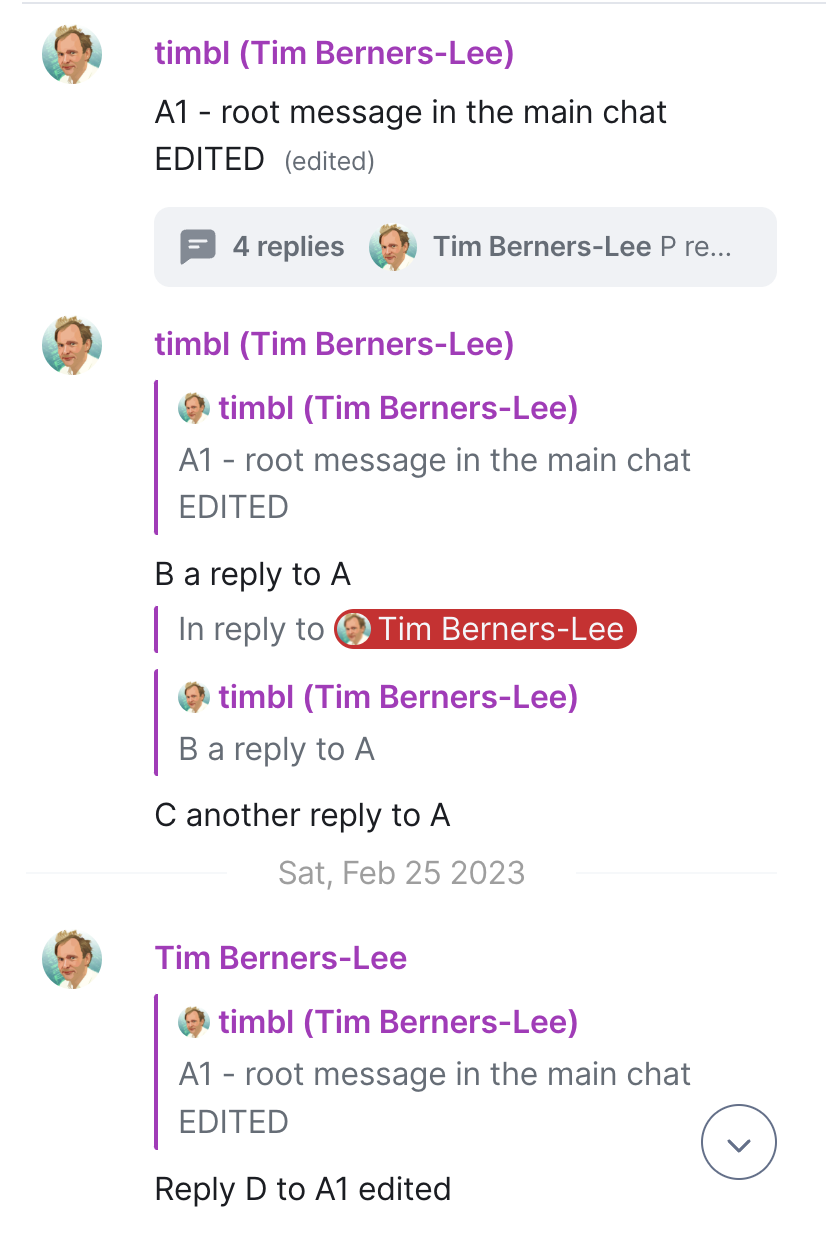 timbl (Tim Berners-Lee)
A1 - root message in the main chat
EDITED (edited)
4 replies Tim Berners-Lee P re...
timbl (Tim Berners-Lee)
timbl (Tim Berners-Lee)
A1 - root message in the main chat
EDITED
B a reply to A
In reply to Tim Berners-Lee
timbl (Tim Berners-Lee)
B a reply to A
C another reply to A
Sat, Feb 25 2023
Tim Berners-Lee
timbl (Tim Berners-Lee)
A1 - root message in the main chat
EDITED
Reply D to A1 edited